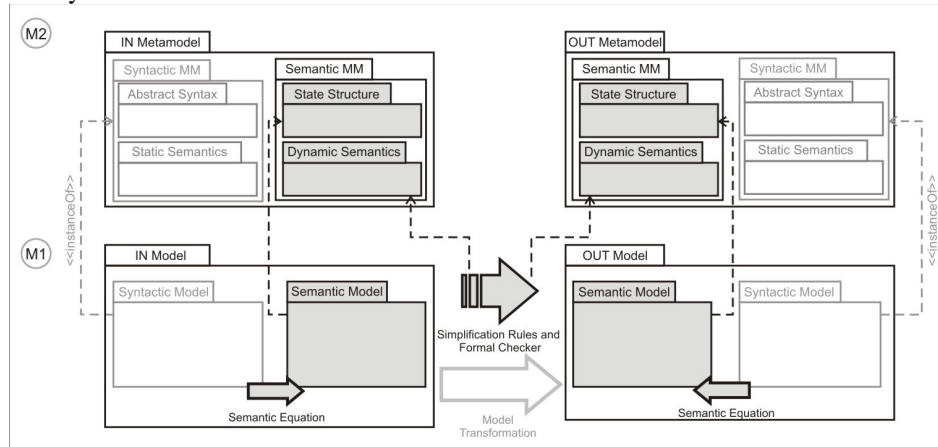 M2
IN Metamodel
OUT Metamodel
Syntactic MM
Semantic MM
Semantic MM
Syntactic MM
Abstract Syntax
State Structure
State Structure
Abstract Syntax
Static Semantics
Dynamic Semantics
Dynamic Semantics
Static Semantics
<<instanceOf>>
<<instanceOf>>
M1
IN Model
OUT Model
Syntactic Model
Semantic Model
Semantic Model
Syntactic Model
Simplification Rules and
Formal Checker
Semantic Equation
Model
Transformation
Semantic Equation